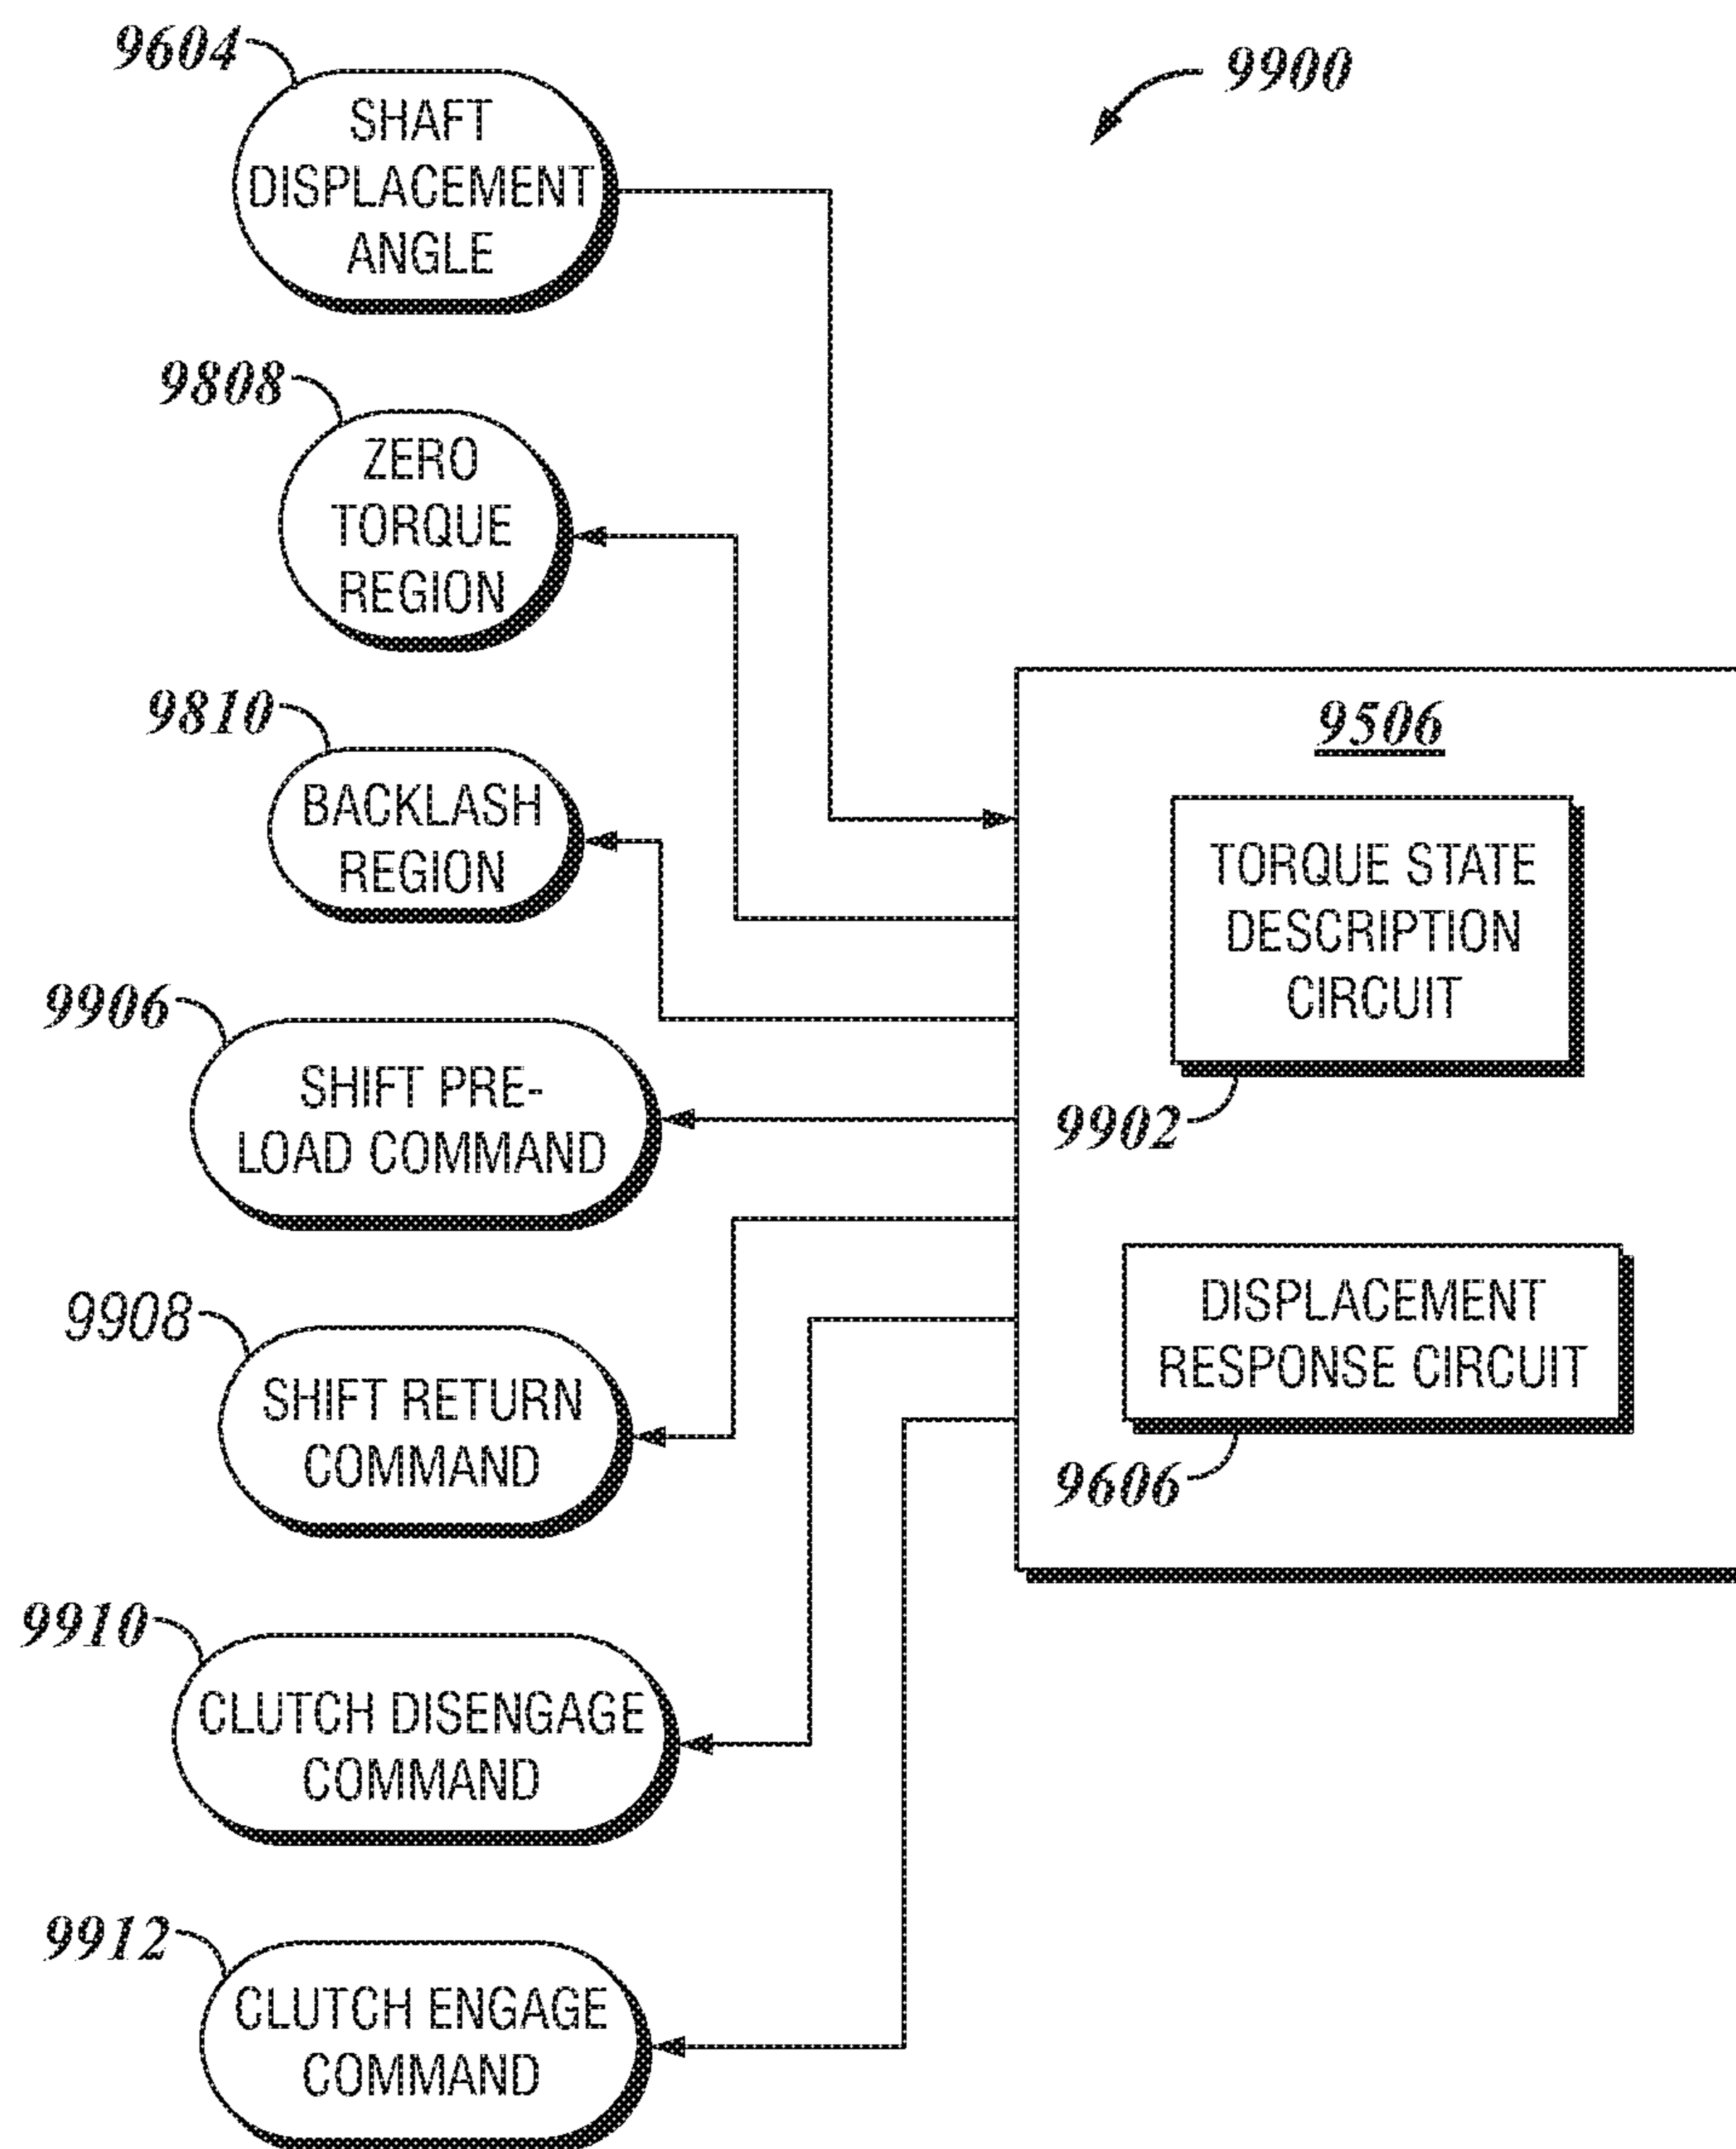 9604
SHAFT
DISPLACEMENT
ANGLE
9900
9808
ZERO
TORQUE
REGION
9810
BACKLASH
REGION
9506
TORQUE STATE
DESCRIPTION
CIRCUIT
9902
9906
SHIFT PRE-
LOAD COMMAND
9908
SHIFT RETURN
COMMAND
DISPLACEMENT
RESPONSE CIRCUIT
9606
9910
CLUTCH DISENGAGE
COMMAND
9912
CLUTCH ENGAGE
COMMAND